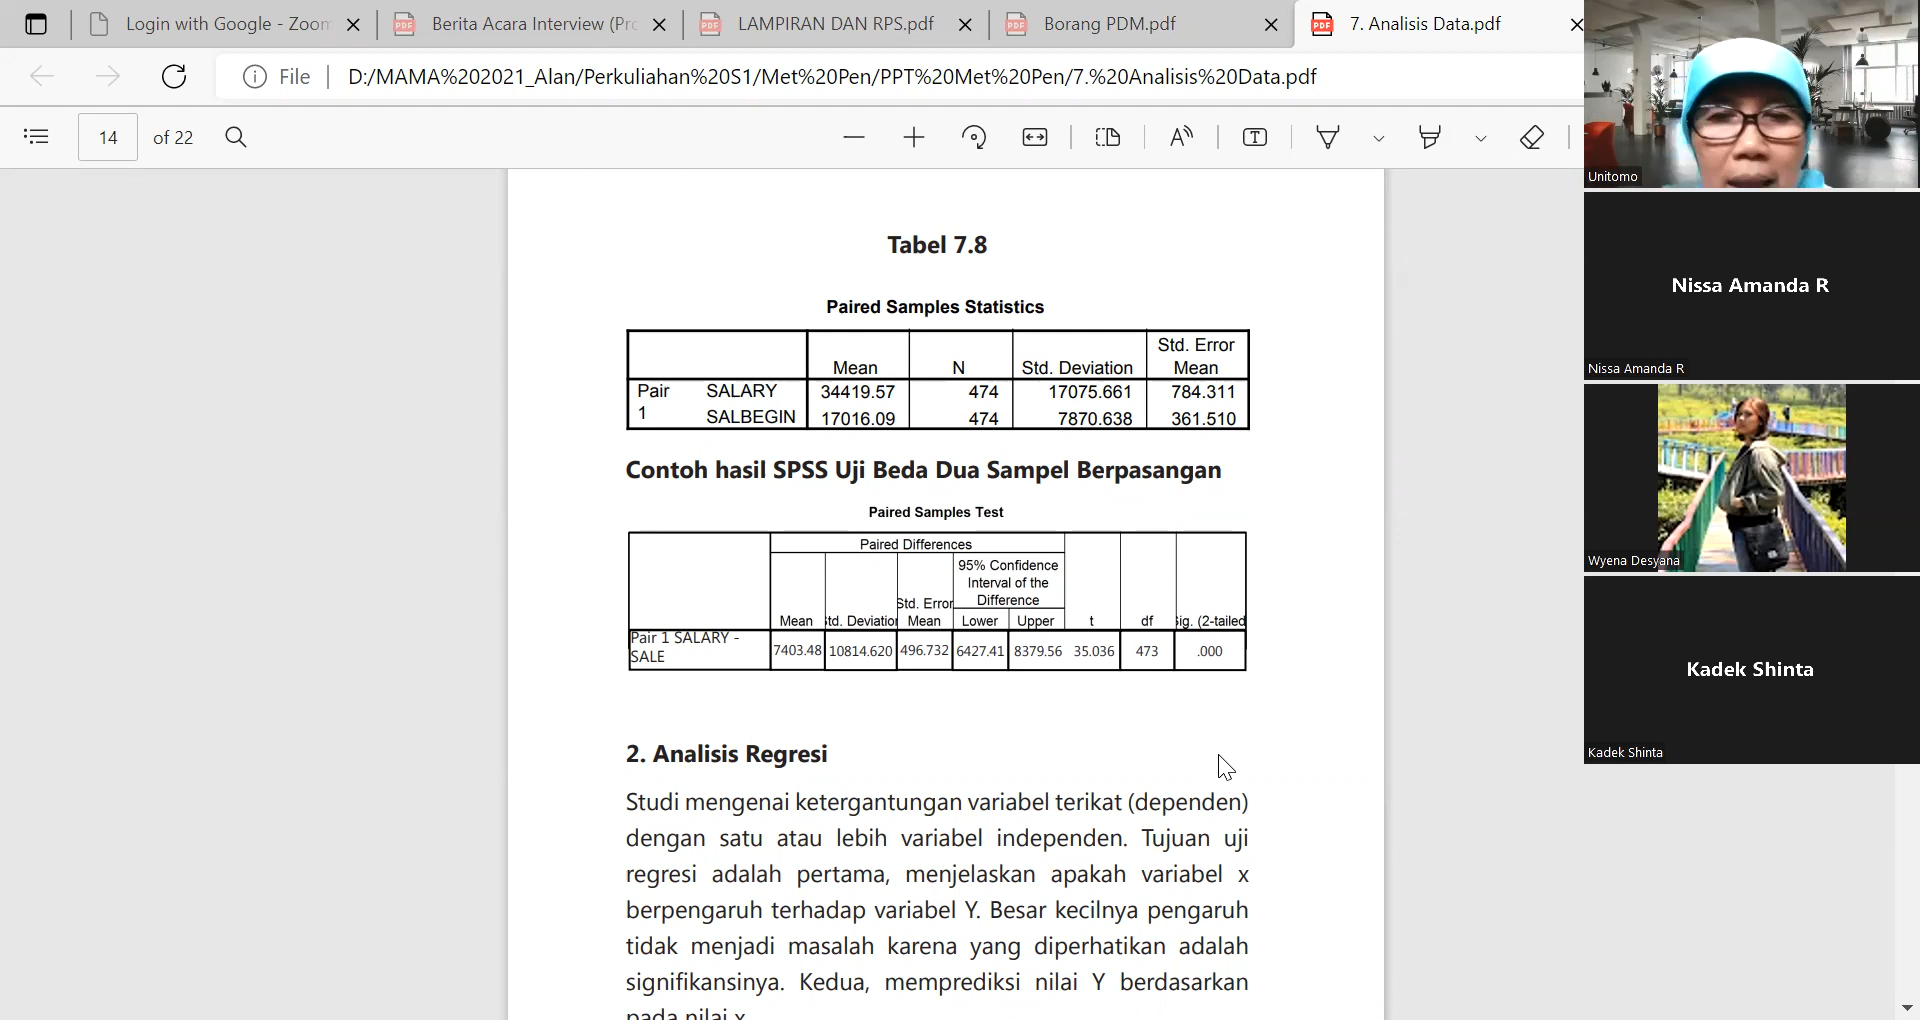 Login with Google - Zoom
Berita Acara Interview (Pro
LAMPIRAN DAN RPS.pdf
Borang PDM.pdf
7. Analisis Data.pdf
File
D:/MAMA%202021_Alan/Perkuliahan%20S1/Met%20Pen/PPT%20Met%20Pen/7.%20Analisis%20Data.pdf
14 of 22
Tabel 7.8
Paired Samples Statistics
Mean N Std. Deviation Std. Error Mean
Pair 1 SALARY 34419.57 474 17075.661 784.311
SALBEGIN 17016.09 474 7870.638 361.510
Contoh hasil SPSS Uji Beda Dua Sampel Berpasangan
Paired Samples Test
Paired Differences
95% Confidence
Interval of the
Difference
Mean Std. Deviation Std. Error Mean Lower Upper t df Sig. (2-tailed
Pair 1 SALARY -
SALE
7403.48 10814.620 496.732 6427.41 8379.56 35.036 473 .000
2. Analisis Regresi
Studi mengenai ketergantungan variabel terikat (dependen)
dengan satu atau lebih variabel independen. Tujuan uji
regresi adalah pertama, menjelaskan apakah variabel x
berpengaruh terhadap variabel Y. Besar kecilnya pengaruh
tidak menjadi masalah karena yang diperhatikan adalah
signifikansinya. Kedua, memprediksi nilai Y berdasarkan
pada nilai x
Unitomo
Nissa Amanda R
Nissa Amanda R
Wyena Desyana
Kadek Shinta
Kadek Shinta